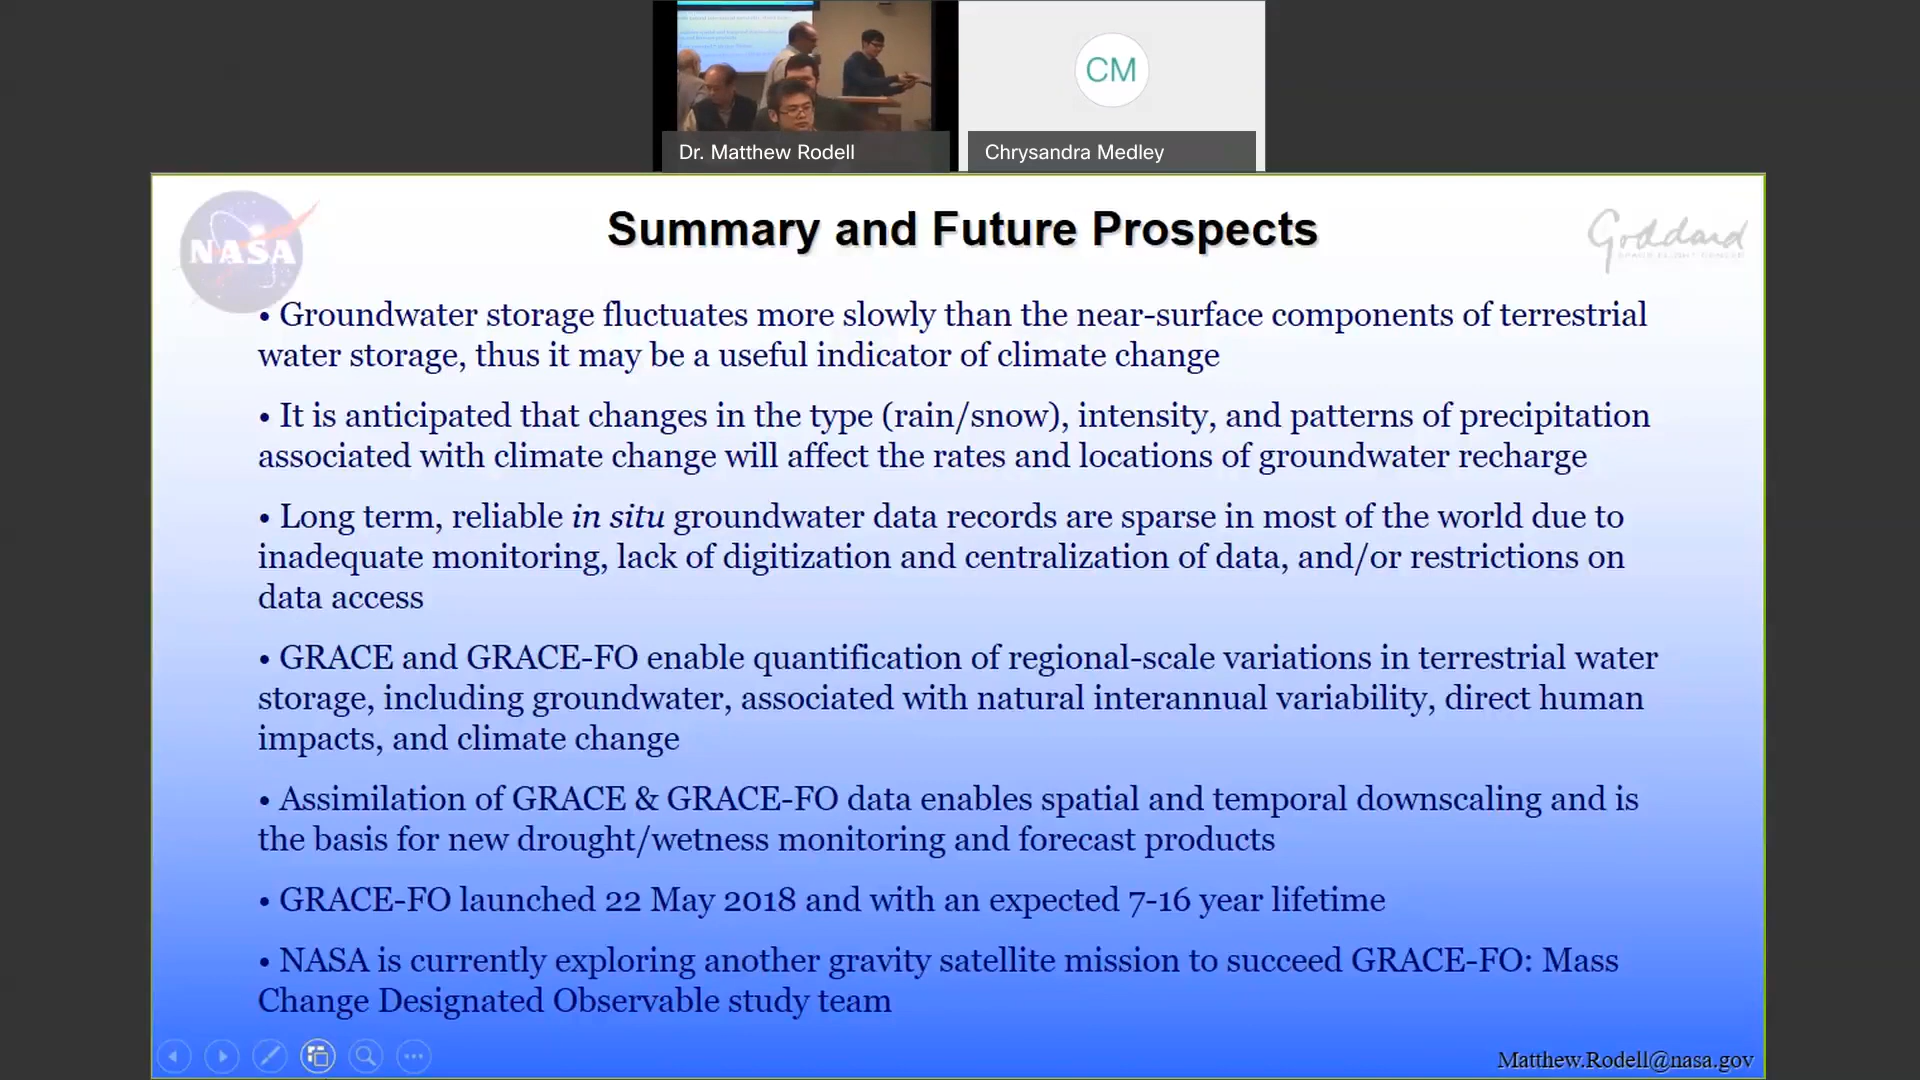 CM
Dr. Matthew Rodell
Chrysandra Medley
NASA
Summary and Future Prospects
Goddard
SPACE FLIGHT CENTER
• Groundwater storage fluctuates more slowly than the near-surface components of terrestrial
water storage, thus it may be a useful indicator of climate change
• It is anticipated that changes in the type (rain/snow), intensity, and patterns of precipitation
associated with climate change will affect the rates and locations of groundwater recharge
• Long term, reliable in situ groundwater data records are sparse in most of the world due to
inadequate monitoring, lack of digitization and centralization of data, and/or restrictions on
data access
• GRACE and GRACE-FO enable quantification of regional-scale variations in terrestrial water
storage, including groundwater, associated with natural interannual variability, direct human
impacts, and climate change
• Assimilation of GRACE & GRACE-FO data enables spatial and temporal downscaling and is
the basis for new drought/wetness monitoring and forecast products
• GRACE-FO launched 22 May 2018 and with an expected 7-16 year lifetime
• NASA is currently exploring another gravity satellite mission to succeed GRACE-FO: Mass
Change Designated Observable study team
Matthew.Rodell@nasa.gov